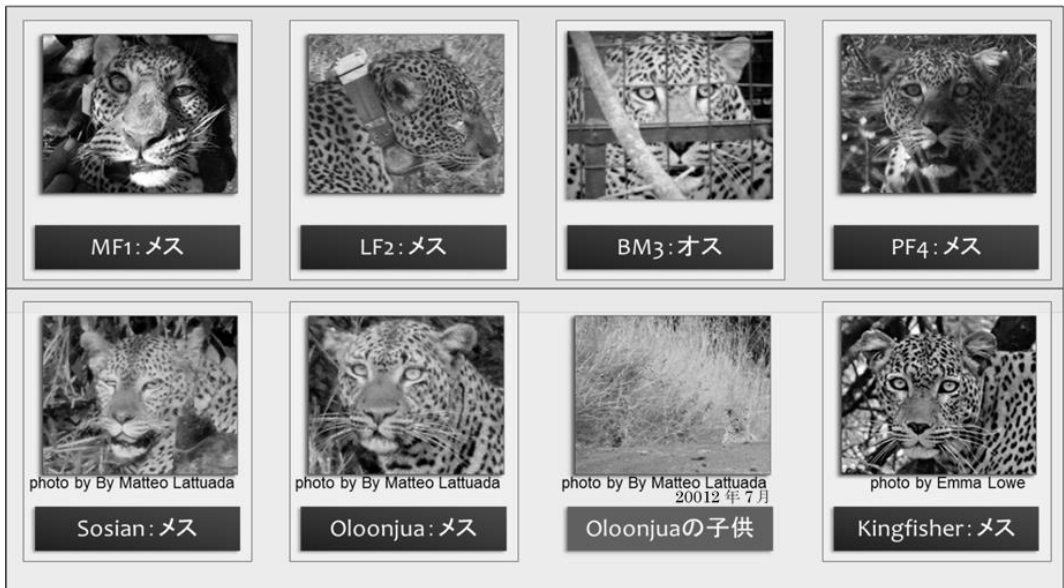 MF1:メス
LF2:メス
BM3:オス
PF4:メス
photo by By Matteo Lattuada
Sosian:メス
photo by By Matteo Lattuada
Oloonjua:メス
photo by By Matteo Lattuada
20012 年 7 月
Oloonjuaの子供
photo by Emma Lowe
Kingfisher:メス